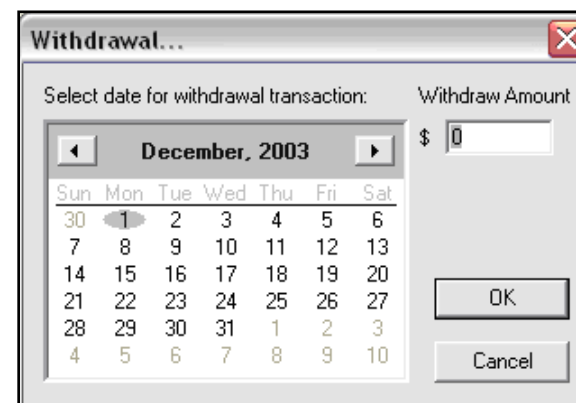 Withdrawal...
Select date for withdrawal transaction: Withdraw Amount
December, 2003 $ 0
Sun Mon Tue Wed Thu Fri Sat
30 1 2 3 4 5 6
7 8 9 10 11 12 13
14 15 16 17 18 19 20
21 22 23 24 25 26 27
28 29 30 31 1 2 3
4 5 6 7 8 9 10
OK
Cancel